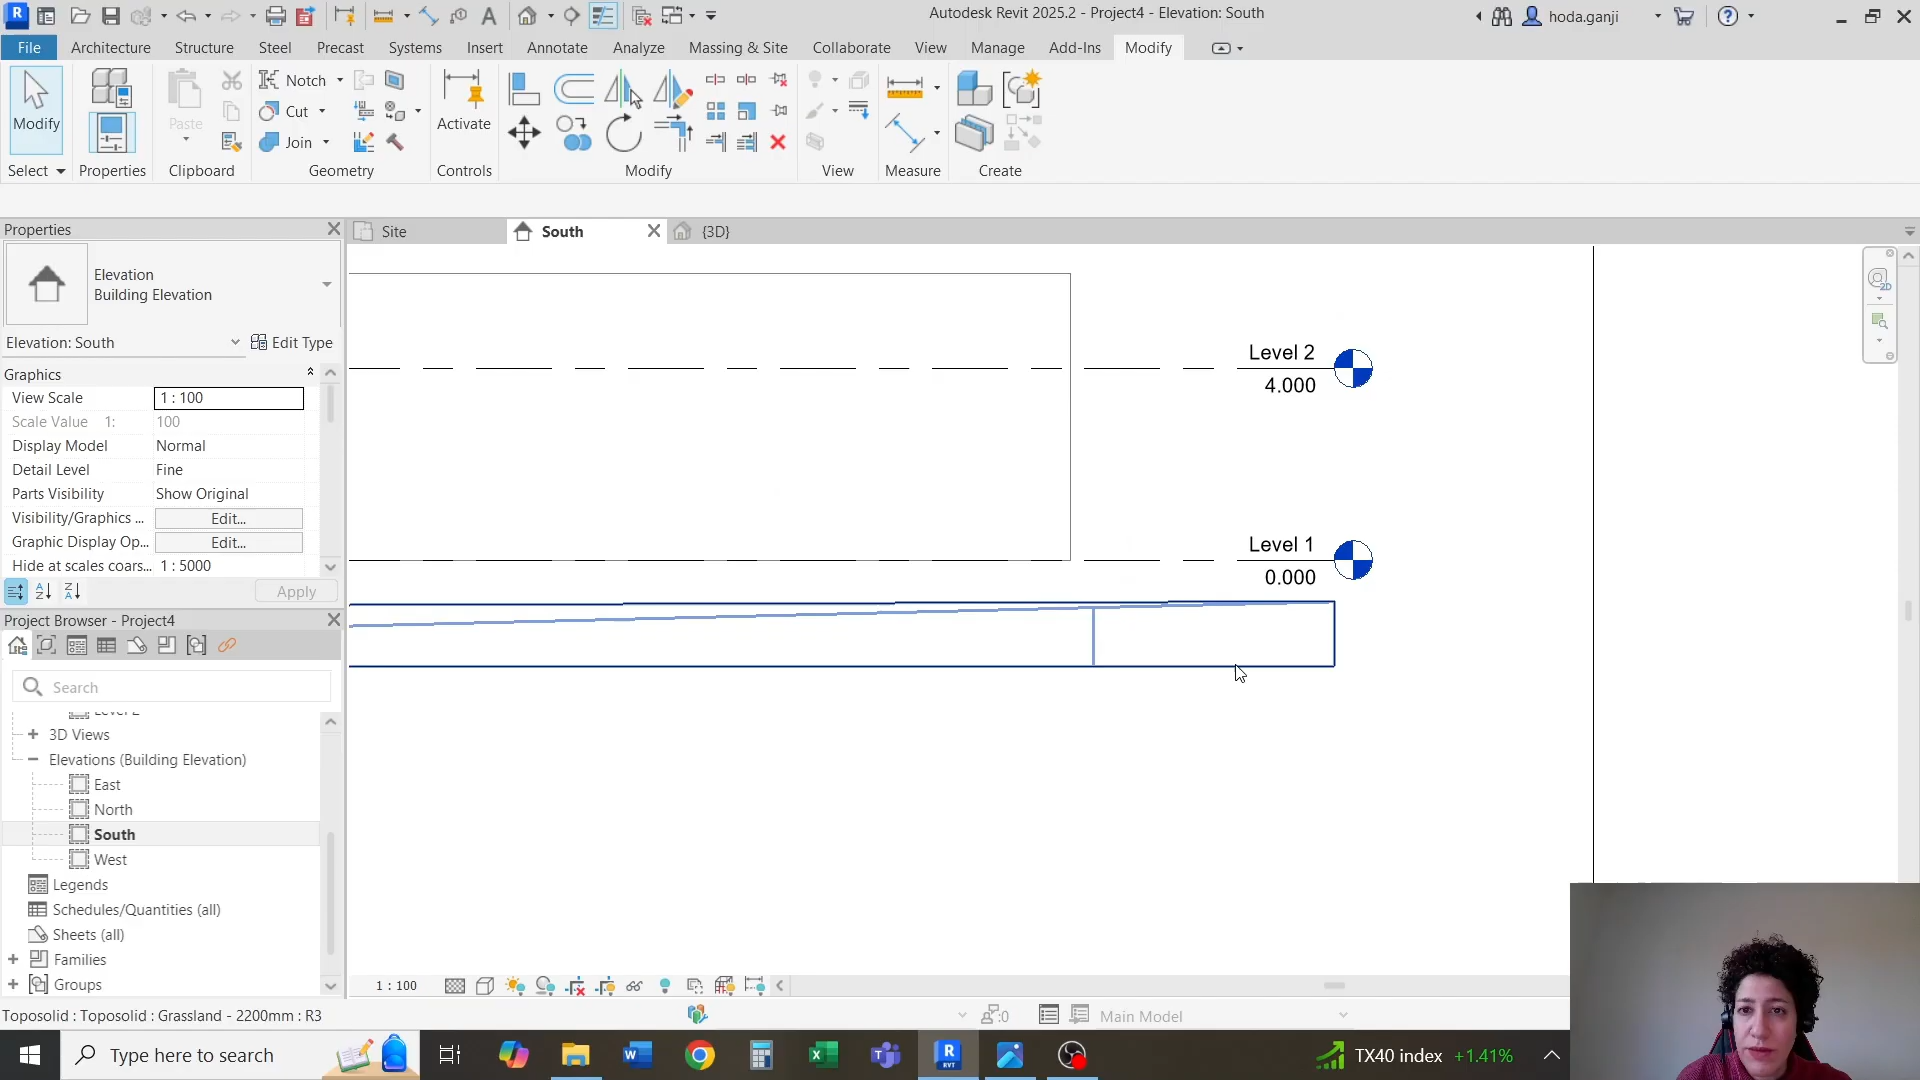 Autodesk Revit 2025.2 - Project4 - Elevation: South
hoda.ganji
File Architecture Structure Steel Precast Systems Insert Annotate Analyze Massing & Site Collaborate View Manage Add-Ins Modify
Modify
Paste
Notch
Cut
Join
Activate
Select Properties Clipboard Geometry Controls Modify View Measure Create
Properties
Site
South
{3D}
Elevation
Building Elevation
Elevation: South
Edit Type
Graphics
View Scale 1 : 100
Scale Value 1: 100
Display Model Normal
Detail Level Fine
Parts Visibility Show Original
Visibility/Graphics ... Edit...
Graphic Display Op... Edit...
Hide at scales coars... 1 : 5000
Apply
Level 2
4.000
Level 1
0.000
Project Browser - Project4
Search
Level 2
3D Views
Elevations (Building Elevation)
East
North
South
West
Legends
Schedules/Quantities (all)
Sheets (all)
Families
Groups
1 : 100
Toposolid : Toposolid : Grassland - 2200mm : R3
:0
Main Model
Type here to search
TX40 index +1.41%